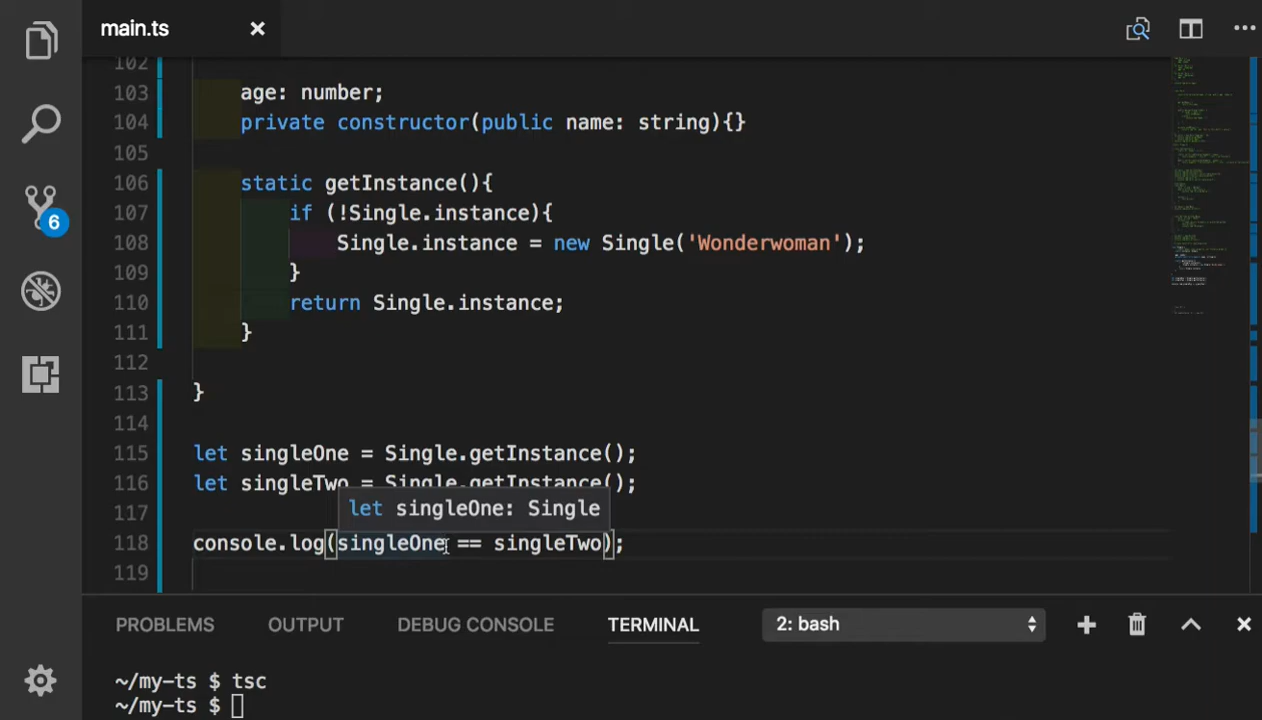 main.ts
102
103 age: number;
104 private constructor(public name: string){}
105
106 static getInstance(){
107 if (!Single.instance){
108 Single.instance = new Single('Wonderwoman');
109 }
110 return Single.instance;
111 }
112
113 }
114
115 let singleOne = Single.getInstance();
116 let singleTwo = Single.getInstance();
117 let singleOne: Single
118 console.log(singleOne == singleTwo);
119
6
PROBLEMS OUTPUT DEBUG CONSOLE TERMINAL 2: bash
~/my-ts $ tsc
~/my-ts $